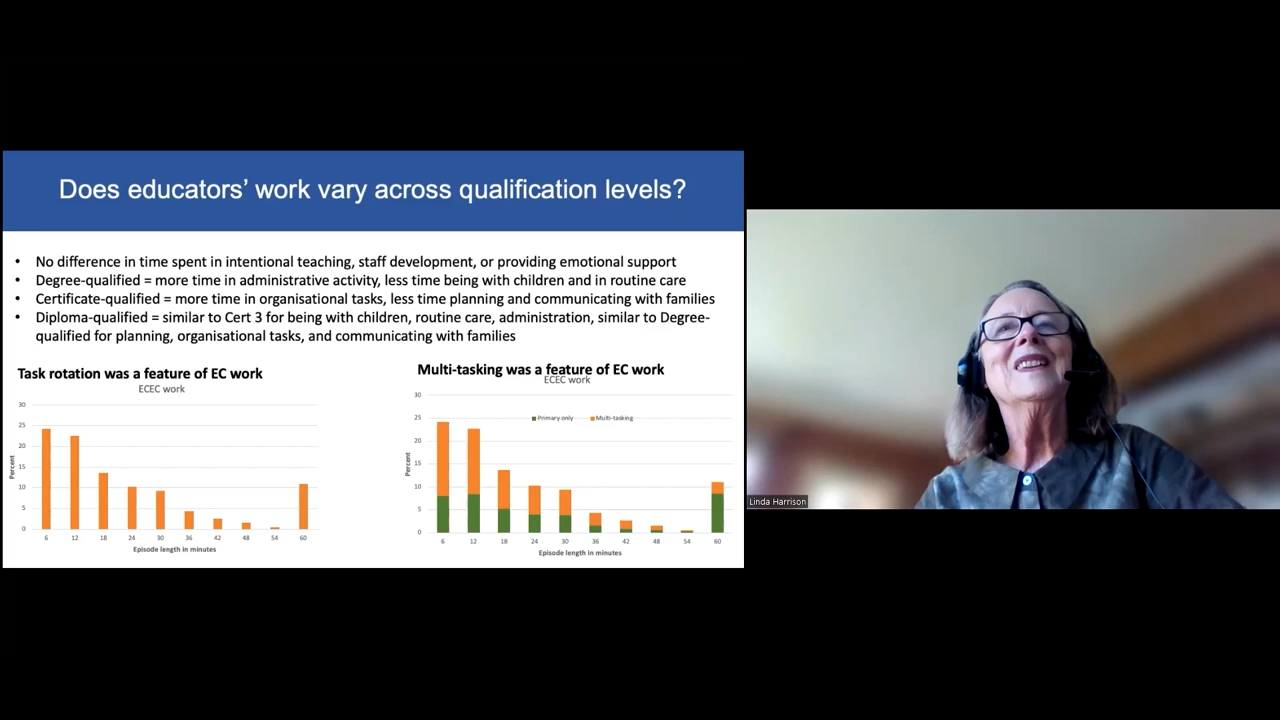 Does educators' work vary across qualification levels?
• No difference in time spent in intentional teaching, staff development, or providing emotional support
• Degree-qualified = more time in administrative activity, less time being with children and in routine care
• Certificate-qualified = more time in organisational tasks, less time planning and communicating with families
• Diploma-qualified = similar to Cert 3 for being with children, routine care, administration, similar to Degree-
qualified for planning, organisational tasks, and communicating with families
Task rotation was a feature of EC work
ECEC work
30
25
20
15
10
5
0
Percent
6 12 18 24 30 36 42 48 54 60
Episode length in minutes
Multi-tasking was a feature of EC work
ECEC work
Primary only Multi-tasking
30
25
20
15
10
5
0
Percent
6 12 18 24 30 36 42 48 54 60
Episode length in minutes
Linda Harrison